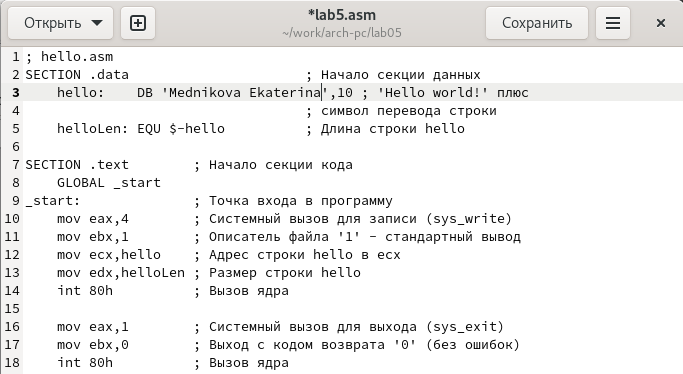 Открыть
*lab5.asm
~/work/arch-pc/lab05
Сохранить
1 ; hello.asm
2 SECTION .data ; Начало секции данных
3 hello: DB 'Mednikova Ekaterina',10 ; 'Hello world!' плюс
4 ; символ перевода строки
5 helloLen: EQU $-hello ; Длина строки hello
6
7 SECTION .text ; Начало секции кода
8 GLOBAL _start
9 _start: ; Точка входа в программу
10 mov eax,4 ; Системный вызов для записи (sys_write)
11 mov ebx,1 ; Описатель файла '1' - стандартный вывод
12 mov ecx,hello ; Адрес строки hello в ecx
13 mov edx,helloLen ; Размер строки hello
14 int 80h ; Вызов ядра
15
16 mov eax,1 ; Системный вызов для выхода (sys_exit)
17 mov ebx,0 ; Выход с кодом возврата '0' (без ошибок)
18 int 80h ; Вызов ядра